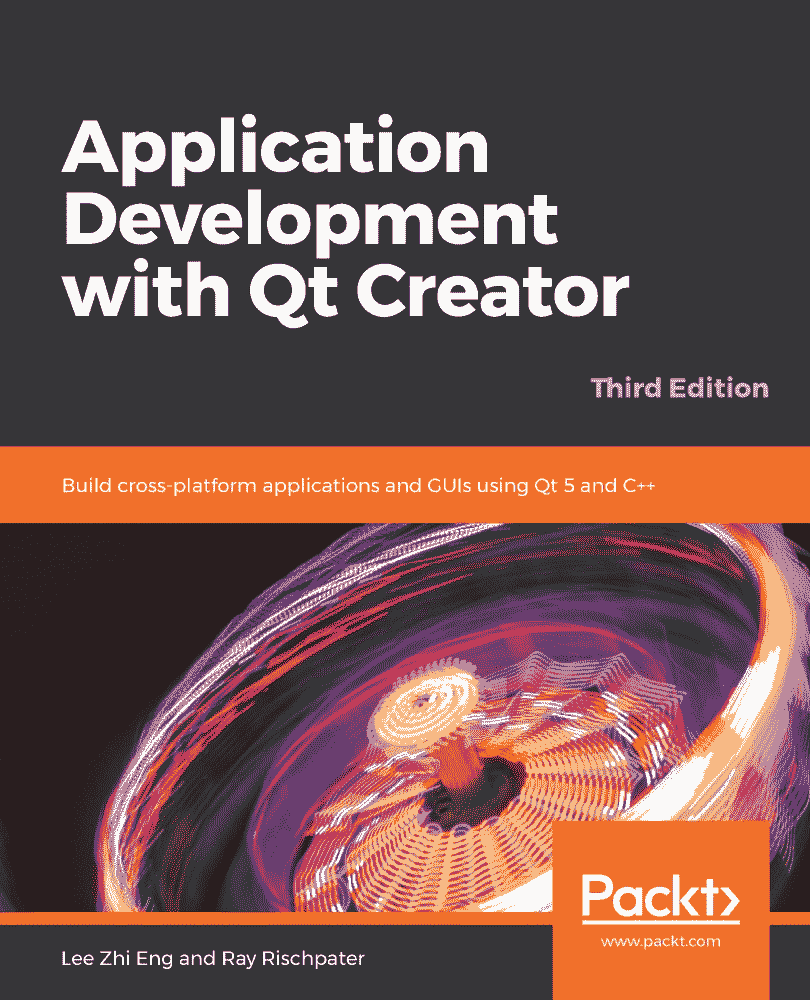 Application
Development
with Qt Creator
Third Edition
Build cross-platform applications and GUIs using Qt 5 and C++
Packt>
www.packt.com
Lee Zhi Eng and Ray Rischpater